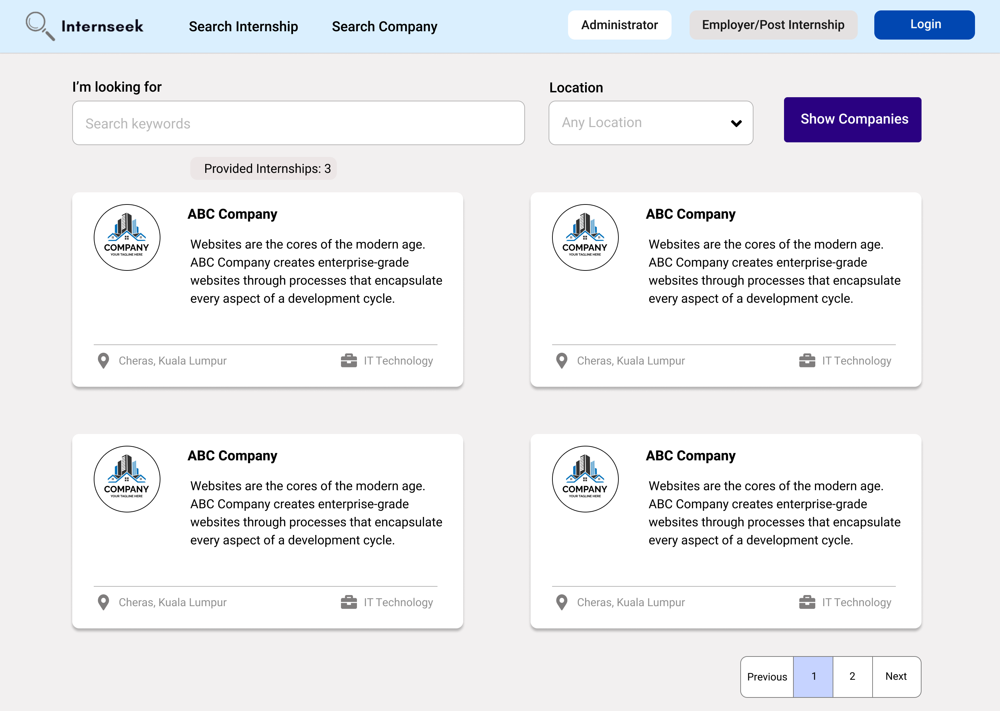 Internseek
Search Internship
Search Company
Administrator
Employer/Post Internship
Login
I’m looking for
Search keywords
Location
Any Location
Show Companies
Provided Internships: 3
COMPANY
YOUR TAGLINE HERE
ABC Company
Websites are the cores of the modern age.
ABC Company creates enterprise-grade
websites through processes that encapsulate
every aspect of a development cycle.
Cheras, Kuala Lumpur
IT Technology
COMPANY
YOUR TAGLINE HERE
ABC Company
Websites are the cores of the modern age.
ABC Company creates enterprise-grade
websites through processes that encapsulate
every aspect of a development cycle.
Cheras, Kuala Lumpur
IT Technology
COMPANY
YOUR TAGLINE HERE
ABC Company
Websites are the cores of the modern age.
ABC Company creates enterprise-grade
websites through processes that encapsulate
every aspect of a development cycle.
Cheras, Kuala Lumpur
IT Technology
COMPANY
YOUR TAGLINE HERE
ABC Company
Websites are the cores of the modern age.
ABC Company creates enterprise-grade
websites through processes that encapsulate
every aspect of a development cycle.
Cheras, Kuala Lumpur
IT Technology
Previous
1
2
Next